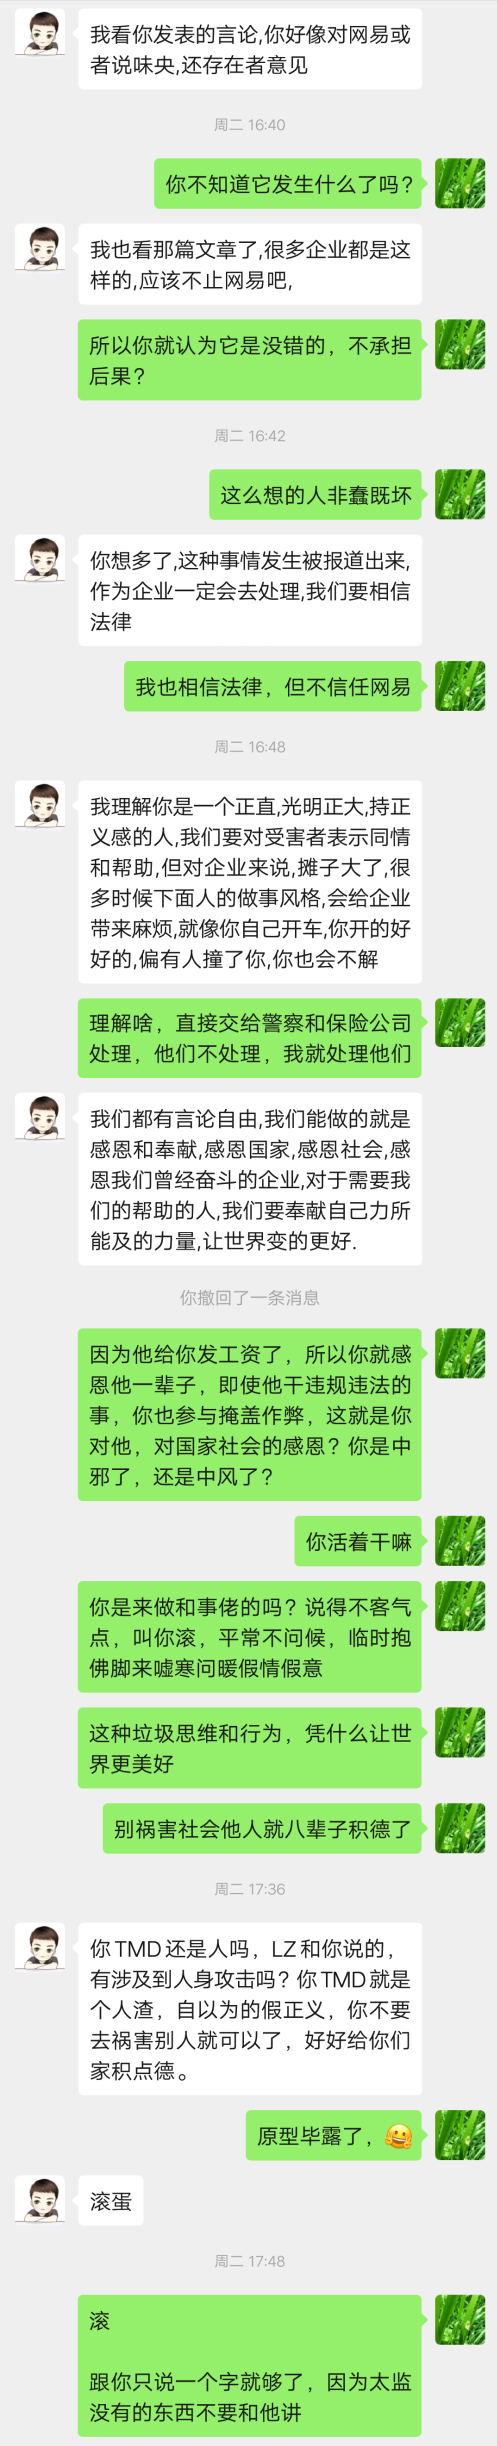 我看你发表的言论,你好像对网易或
者说味央,还存在者意见
周二 16:40
你不知道它发生什么了吗?
我也看那篇文章了,很多企业都是这
样的,应该不止网易吧,
所以你就认为它是没错的，不承担
后果?
周二 16:42
这么想的人非蠢既坏
你想多了,这种事情发生被报道出来,
作为企业一定会去处理,我们要相信
法律
我也相信法律，但不信任网易
周二 16:48
我理解你是一个正直,光明正大,持正
义感的人,我们要对受害者表示同情
和帮助,但对企业来说,摊子大了,很
多时候下面人的做事风格,会给企业
带来麻烦,就像你自己开车,你开的好
好的,偏有人撞了你,你也会不解
理解啥，直接交给警察和保险公司
处理，他们不处理，我就处理他们
我们都有言论自由,我们能做的就是
感恩和奉献,感恩国家,感恩社会,感
恩我们曾经奋斗的企业,对于需要我
们的帮助的人,我们要奉献自己力所
能及的力量,让世界变的更好.
你撤回了一条消息
因为他给你发工资了，所以你就感
恩他一辈子，即使他干违规违法的
事，你也参与掩盖作弊，这就是你
对他，对国家社会的感恩？你是中
邪了，还是中风了？
你活着干嘛
你是来做和事佬的吗？说得不客气
点，叫你滚，平常不问候，临时抱
佛脚来嘘寒问暖假情假意
这种垃圾思维和行为，凭什么让世
界更美好
别祸害社会他人就八辈子积德了
周二 17:36
你TMD还是人吗，LZ和你说的，
有涉及到人身攻击吗？你TMD就是
个人渣，自以为的假正义，你不要
去祸害别人就可以了，好好给你们
家积点德。
原型毕露了，
滚蛋
周二 17:48
滚
跟你只说一个字就够了，因为太监
没有的东西不要和他讲